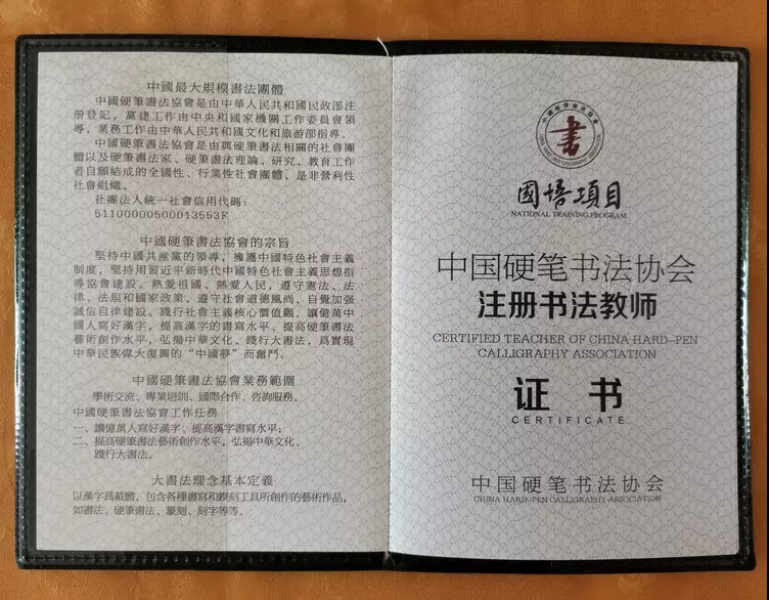 中國最大規模書法團體
中國硬筆書法協會是由中華人民共和國民政部注
册登記，黨建工作由中央和國家機關工作委員會領
導，業務工作由中華人民共和國文化和旅游部指導。
中國硬筆書法協會是由與硬筆書法相關的社會團
體以及硬筆書法家、硬筆書法理論、研究、教育工作
者自願結成的全國性、行業性社會團體，是非營利性
社會組織。
社團法人統一社會信用代碼：
51100000500013593F
中國硬筆書法協會的宗旨
堅持中國共產黨的領導，擁護中國特色社會主義
制度，堅持用習近平新時代中國特色社會主義思想指
導協會建設。熱愛祖國、熱愛人民，遵守憲法、法
律、法規和國家政策，遵守社會道德風尚，自覺加强
誠信自律建設。踐行社會主義核心價值觀，讓億萬中
國人寫好漢字，提高漢字的書寫水平、提高硬筆書法
藝術創作水平，弘揚中華文化、踐行大書法，爲實現
中華民族偉大復興的“中國夢”而奮鬥。
中國硬筆書法協會業務範圍
學術交流、專業培訓、國際合作、咨詢服務。
中國硬筆書法協會工作任務
一、讓億萬人寫好漢字、提高漢字書寫水平；
二、提高硬筆書法藝術創作水平，弘揚中華文化、
踐行大書法。
大書法理念基本定義
以漢字爲載體，包含各種書寫和鐫刻工具所創作的藝術作品，
如書法、硬筆書法、篆刻、刻字等等。
中國硬筆書法協會
書
CHINA HARD-PEN CALLIGRAPHY ASSOCIATION
國培項目
NATIONAL TRAINING PROGRAM
中国硬笔书法协会
注册书法教师
CERTIFIED TEACHER OF CHINA HARD-PEN
CALLIGRAPHY ASSOCIATION
证 书
CERTIFICATE
中国硬笔书法协会
CHINA HARD-PEN CALLIGRAPHY ASSOCIATION